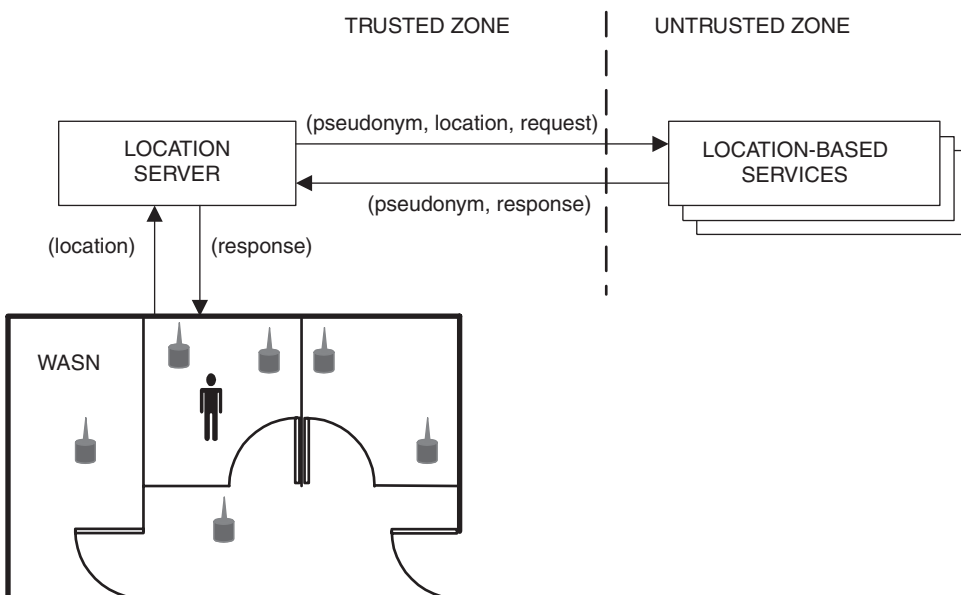 TRUSTED ZONE
UNTRUSTED ZONE
(pseudonym, location, request)
LOCATION
SERVER
LOCATION-BASED
SERVICES
(pseudonym, response)
(location)
(response)
WASN